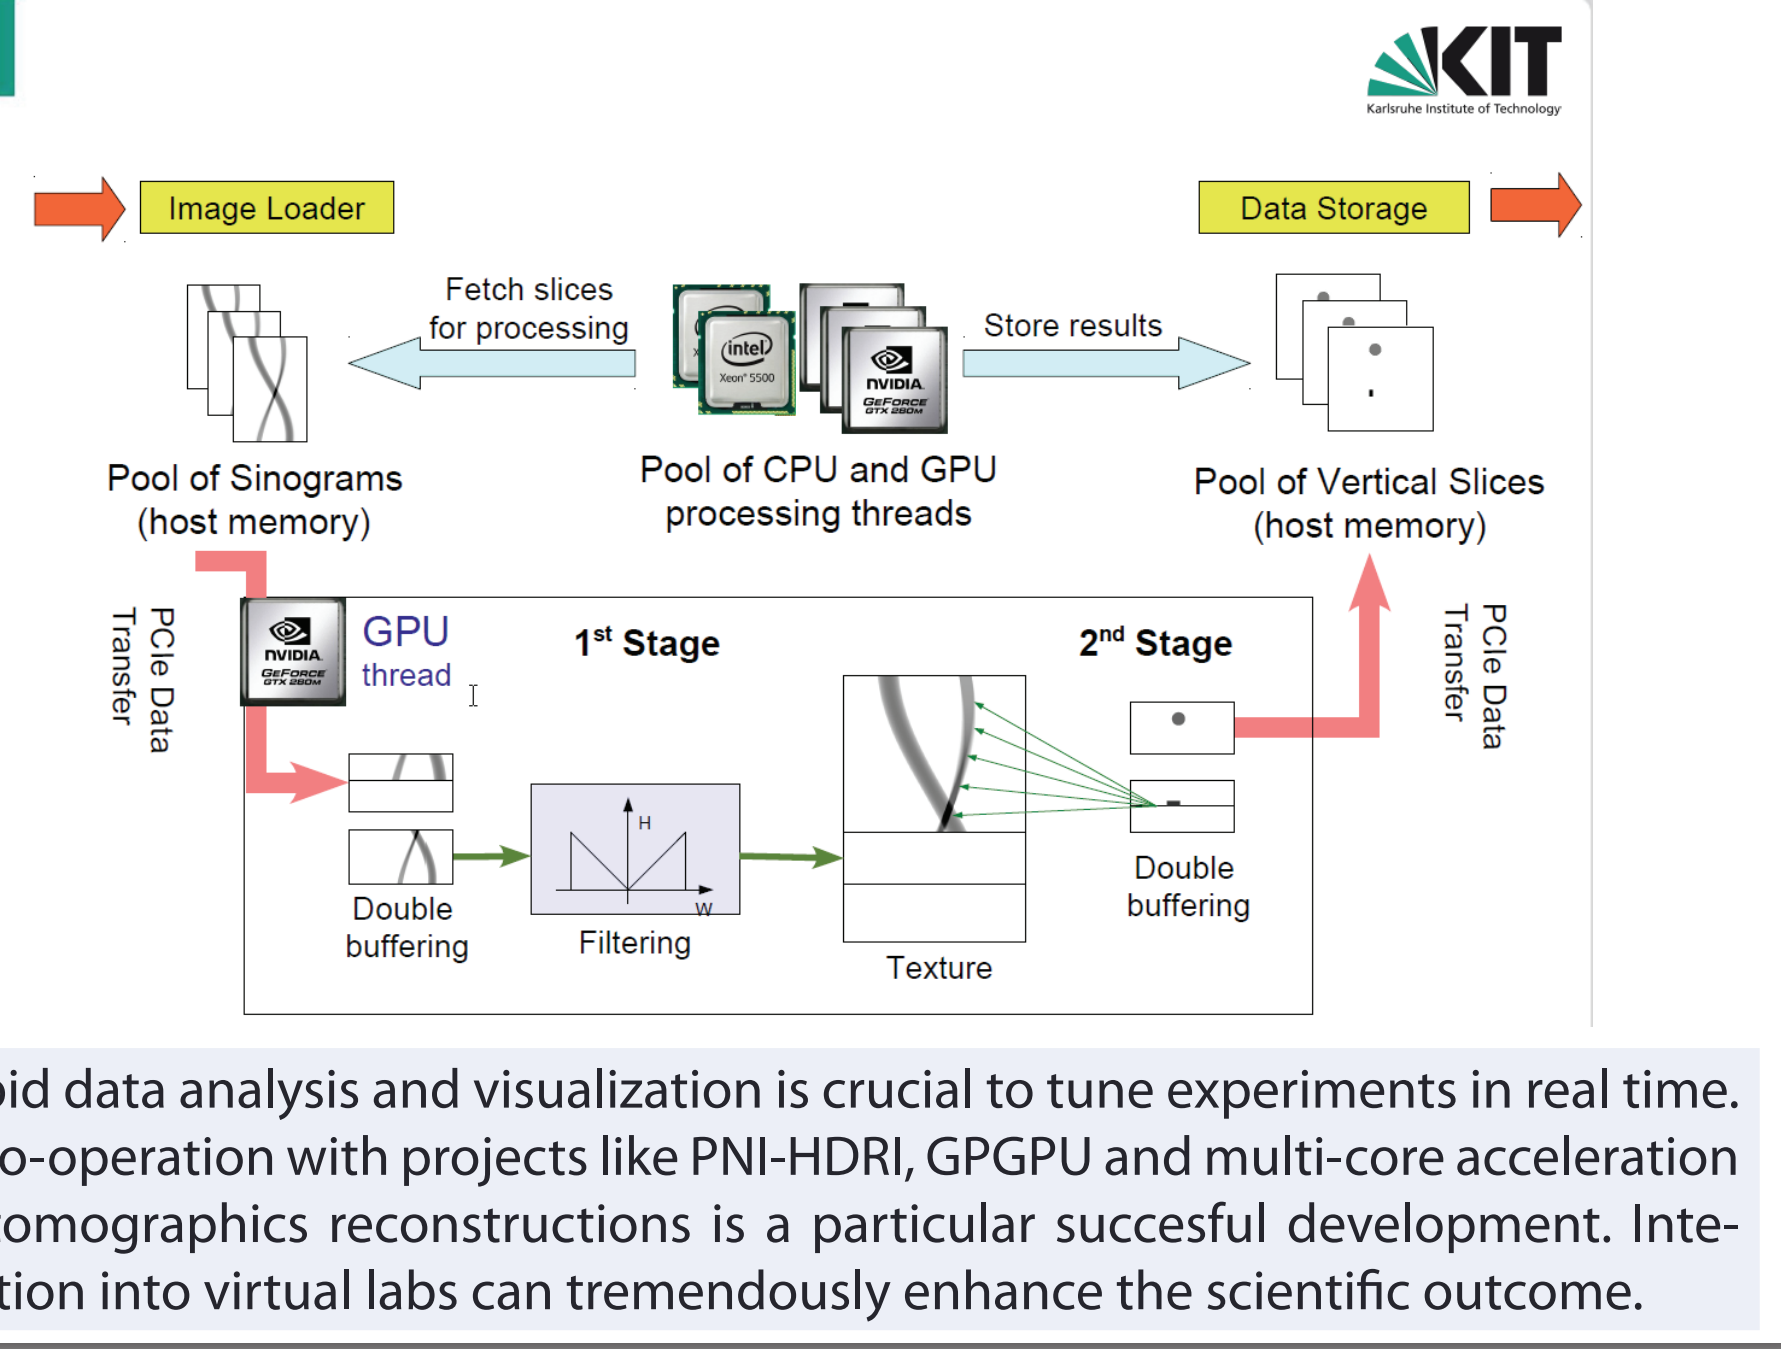 KIT
Karlsruhe Institute of Technology
Image Loader
Data Storage
Fetch slices
for processing
Store results
intel
Xeon® 5500
NVIDIA
GEFORCE
GTX 280M
Pool of Sinograms
(host memory)
Pool of CPU and GPU
processing threads
Pool of Vertical Slices
(host memory)
PCIe Data
Transfer
NVIDIA
GEFORCE
GTX 280M
GPU
thread
1st Stage
2nd Stage
PCIe Data
Transfer
H
W
Double
buffering
Filtering
Texture
Double
buffering
pid data analysis and visualization is crucial to tune experiments in real time.
o-operation with projects like PNI-HDRI, GPGPU and multi-core acceleration
tomographics reconstructions is a particular succesful development. Inte-
tion into virtual labs can tremendously enhance the scientific outcome.